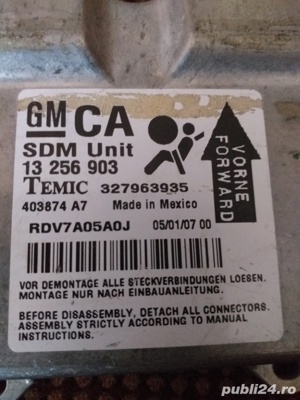 GM CA
SDM Unit
13 256 903
TEMIC 327963935
403874 A7 Made in Mexico
VORNE
FORWARD
RDV7A05A0J 05/01/07 00
VOR DEMONTAGE ALLE STECKVERBINDUNGEN LOESEN.
MONTAGE NUR NACH EINBAUANLEITUNG.
BEFORE DISASSEMBLY, DETACH ALL CONNECTORS.
ASSEMBLY STRICTLY ACCORDING TO MANUAL
INSTRUCTIONS.
publi24.ro